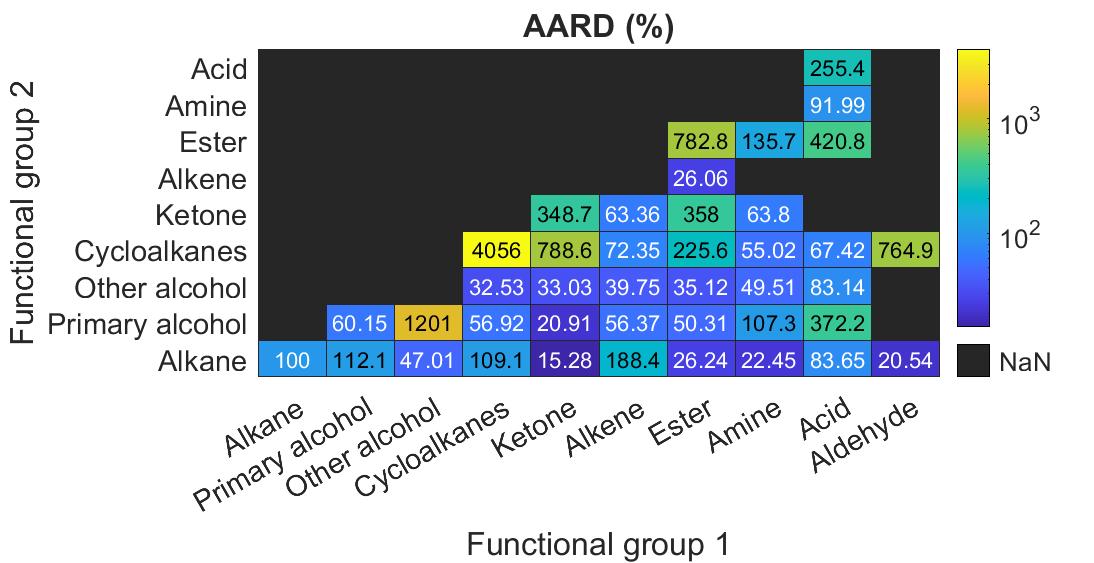 AARD (%)
Functional group 2
Acid 255.4
Amine 91.99
Ester 782.8 135.7 420.8
Alkene 26.06
Ketone 348.7 63.36 358 63.8
Cycloalkanes 4056 788.6 72.35 225.6 55.02 67.42 764.9
Other alcohol 32.53 33.03 39.75 35.12 49.51 83.14
Primary alcohol 60.15 1201 56.92 20.91 56.37 50.31 107.3 372.2
Alkane 100 112.1 47.01 109.1 15.28 188.4 26.24 22.45 83.65 20.54
10³
10²
NaN
Alkane
Primary alcohol
Other alcohol
Cycloalkanes
Ketone
Alkene
Ester
Amine
Acid
Aldehyde
Functional group 1